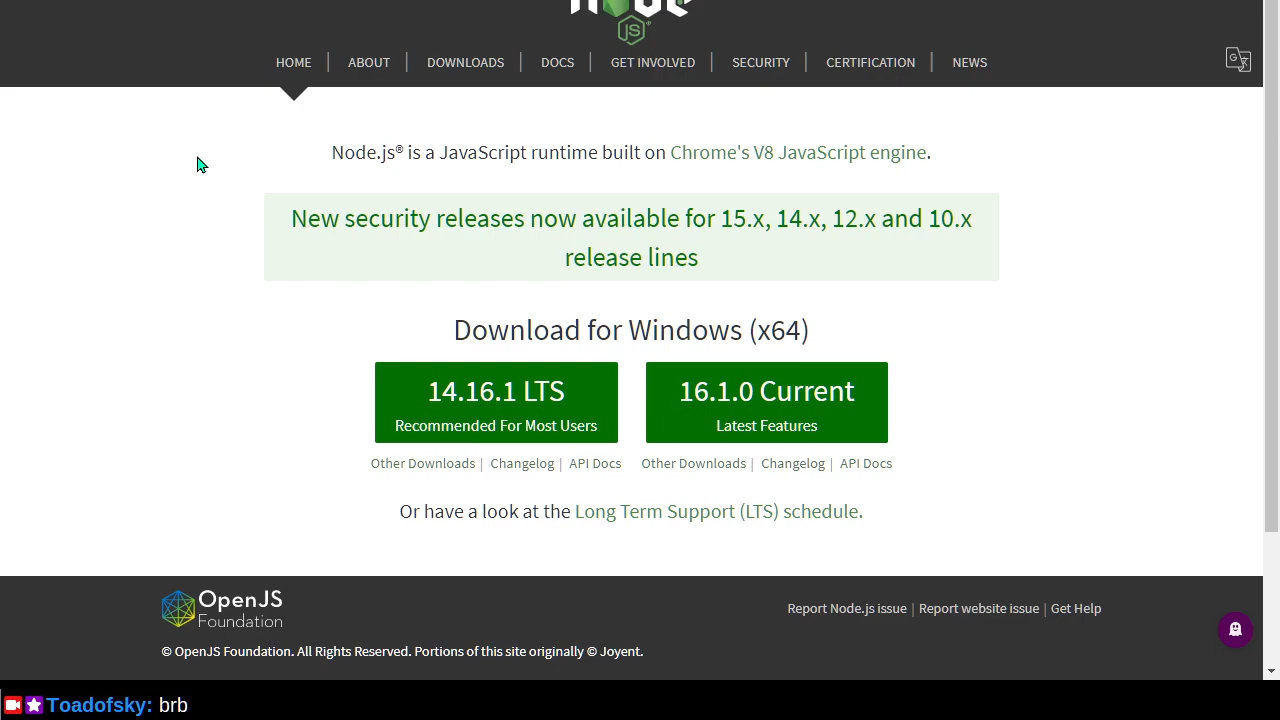 node
JS
HOME
ABOUT
DOWNLOADS
DOCS
GET INVOLVED
SECURITY
CERTIFICATION
NEWS
Node.js® is a JavaScript runtime built on Chrome's V8 JavaScript engine.
New security releases now available for 15.x, 14.x, 12.x and 10.x
release lines
Download for Windows (x64)
14.16.1 LTS
Recommended For Most Users
16.1.0 Current
Latest Features
Other Downloads | Changelog | API Docs
Other Downloads | Changelog | API Docs
Or have a look at the Long Term Support (LTS) schedule.
OpenJS
Foundation
Report Node.js issue | Report website issue | Get Help
© OpenJS Foundation. All Rights Reserved. Portions of this site originally © Joyent.
Toadofsky: brb